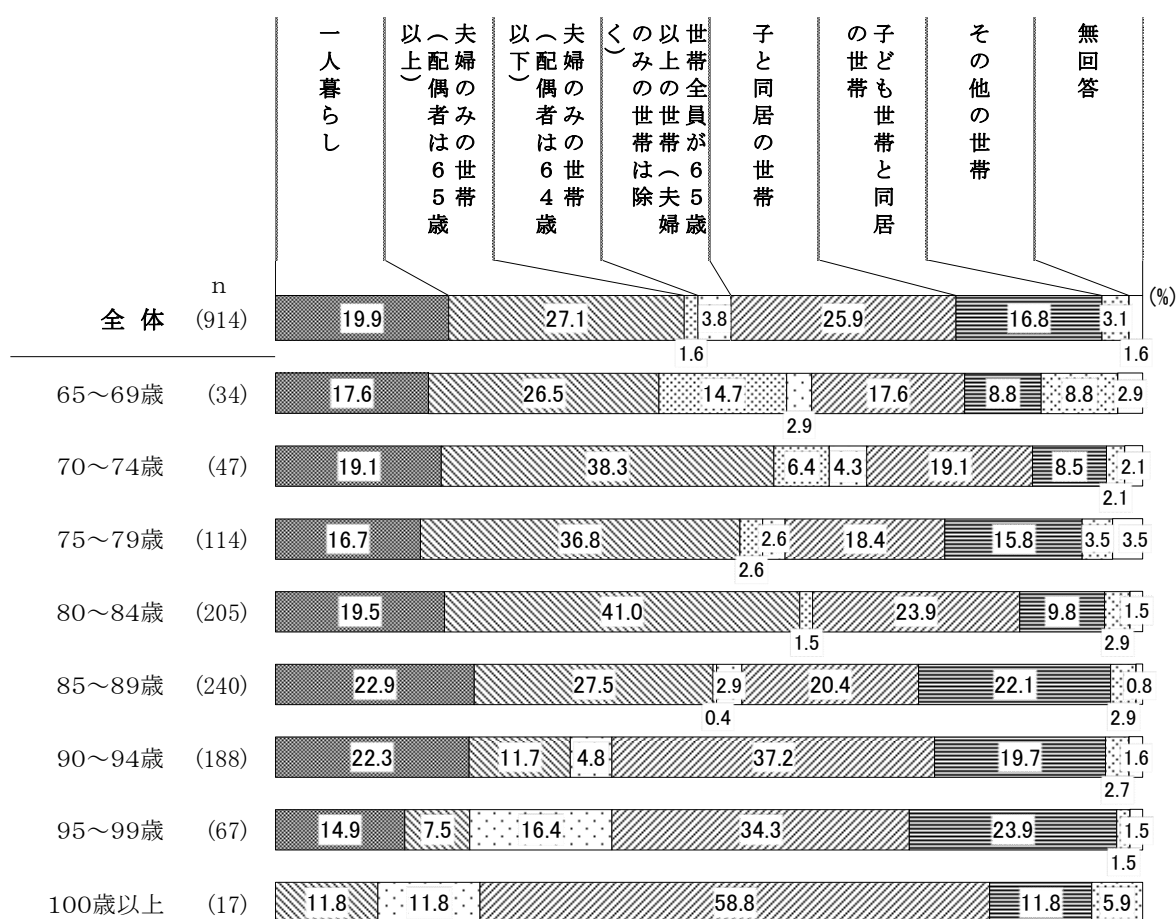 一人暮らし
夫婦のみの世帯
（配偶者は６５歳
以上）
夫婦のみの世帯
（配偶者は６４歳
以下）
世帯全員が６５歳
以上の世帯（夫婦
のみの世帯は除
く）
子と同居の世帯
子ども世帯と同居
の世帯
その他の世帯
無回答
n
(%)
全 体 (914) 19.9 27.1 3.8 25.9 16.8 3.1
1.6 1.6
65～69歳 (34) 17.6 26.5 14.7 17.6 8.8 8.8 2.9
2.9
70～74歳 (47) 19.1 38.3 6.4 4.3 19.1 8.5 2.1
2.1
75～79歳 (114) 16.7 36.8 2.6 18.4 15.8 3.5 3.5
2.6
80～84歳 (205) 19.5 41.0 23.9 9.8 1.5
1.5 2.9
85～89歳 (240) 22.9 27.5 2.9 20.4 22.1 0.8
0.4 2.9
90～94歳 (188) 22.3 11.7 4.8 37.2 19.7 1.6
2.7
95～99歳 (67) 14.9 7.5 16.4 34.3 23.9 1.5
1.5
100歳以上 (17) 11.8 11.8 58.8 11.8 5.9